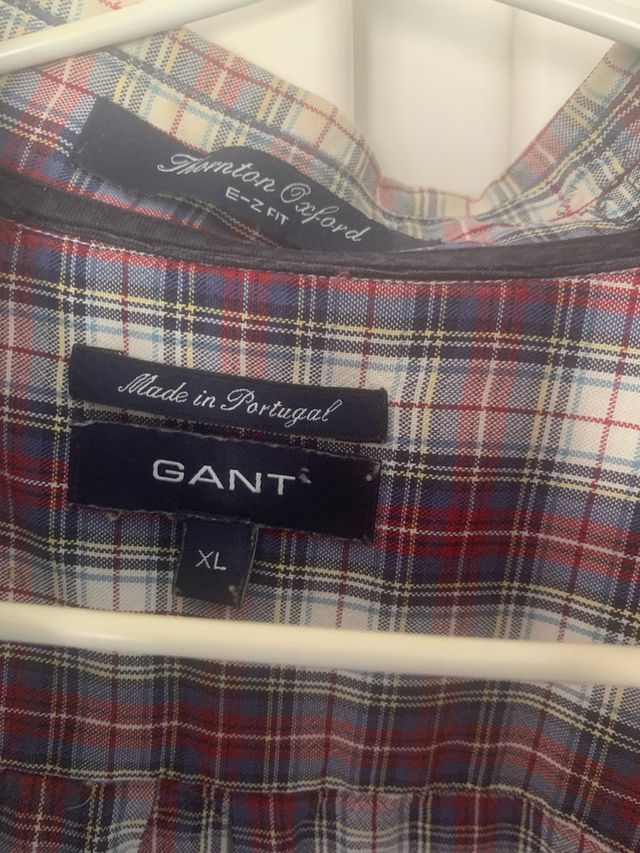 Thornton Oxford
E-Z FIT
Made in Portugal
GANT
XL